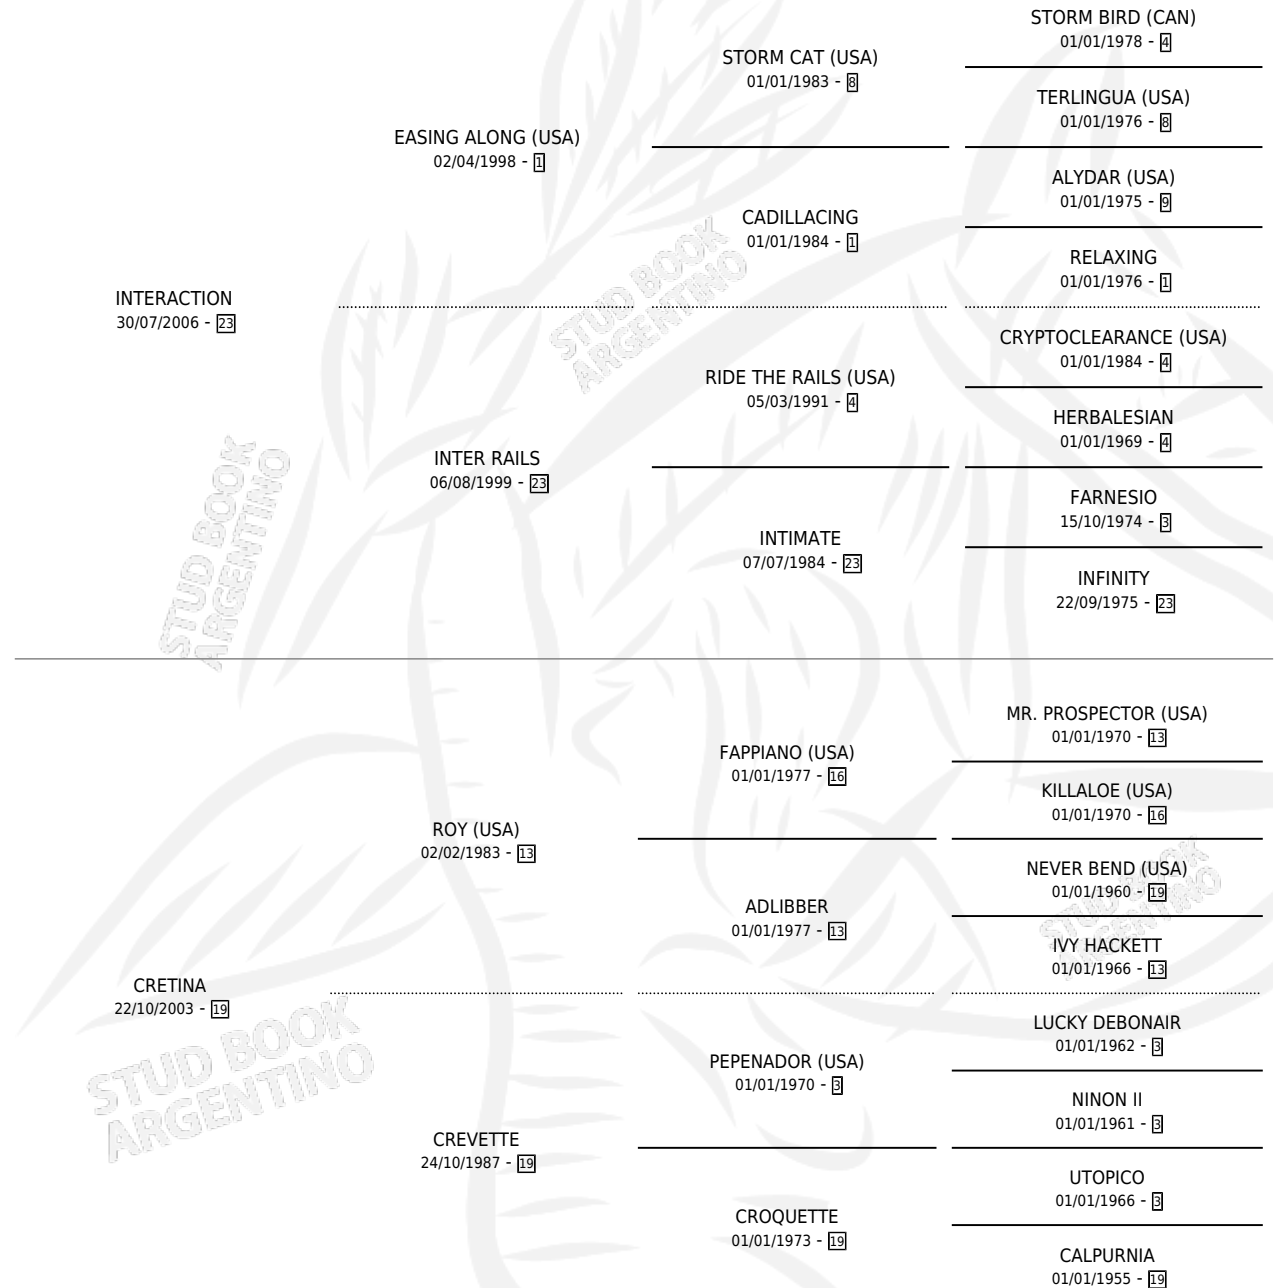 STORM BIRD (CAN)
01/01/1978 - 4
STORM CAT (USA)
01/01/1983 - 8
TERLINGUA (USA)
01/01/1976 - 8
EASING ALONG (USA)
02/04/1998 - 1
ALYDAR (USA)
01/01/1975 - 9
CADILLACING
01/01/1984 - 1
RELAXING
01/01/1976 - 1
INTERACTION
30/07/2006 - 23
CRYPTOCLEARANCE (USA)
01/01/1984 - 4
RIDE THE RAILS (USA)
05/03/1991 - 4
HERBALESIAN
01/01/1969 - 4
INTER RAILS
06/08/1999 - 23
FARNESIO
15/10/1974 - 3
INTIMATE
07/07/1984 - 23
INFINITY
22/09/1975 - 23
STUD BOOK
ARGENTINO
STUD BOOK
ARGENTINO
MR. PROSPECTOR (USA)
01/01/1970 - 13
FAPPIANO (USA)
01/01/1977 - 16
KILLALOE (USA)
01/01/1970 - 16
ROY (USA)
02/02/1983 - 13
NEVER BEND (USA)
01/01/1960 - 19
ADLIBBER
01/01/1977 - 13
IVY HACKETT
01/01/1966 - 13
STUD BOOK
ARGENTINO
CRETINA
22/10/2003 - 19
LUCKY DEBONAIR
01/01/1962 - 3
PEPENADOR (USA)
01/01/1970 - 3
NINON II
01/01/1961 - 3
CREVETTE
24/10/1987 - 19
UTOPICO
01/01/1966 - 3
CROQUETTE
01/01/1973 - 19
CALPURNIA
01/01/1955 - 19
STUD BOOK
ARGENTINO